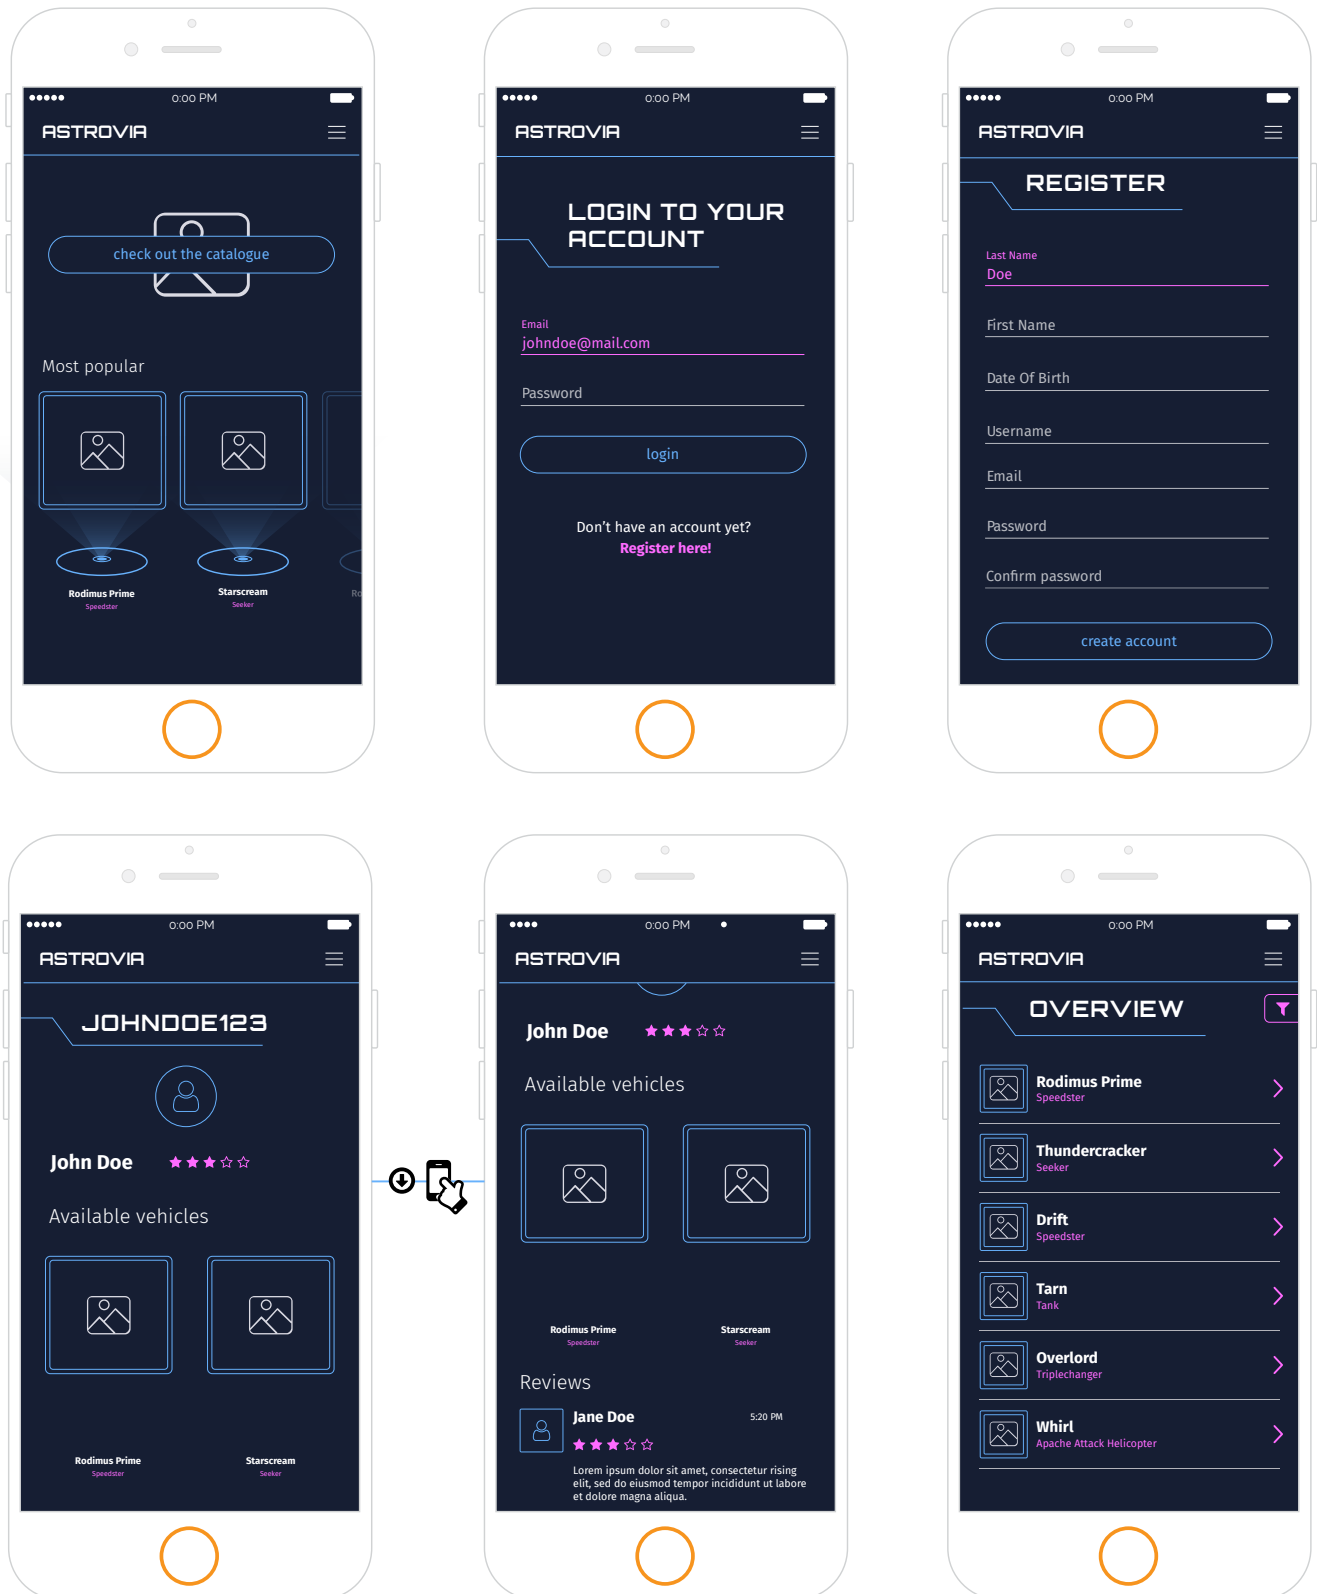 0:00 PM
ASTROVIA
check out the catalogue
Most popular
Rodimus Prime
Speedster
Starscream
Seeker
Ro
0:00 PM
ASTROVIA
LOGIN TO YOUR
ACCOUNT
Email
johndoe@mail.com
Password
login
Don't have an account yet?
Register here!
0:00 PM
ASTROVIA
REGISTER
Last Name
Doe
First Name
Date Of Birth
Username
Email
Password
Confirm password
create account
0:00 PM
ASTROVIA
JOHNDOE123
John Doe
Available vehicles
Rodimus Prime
Speedster
Starscream
Seeker
0:00 PM
ASTROVIA
John Doe
Available vehicles
Rodimus Prime
Speedster
Starscream
Seeker
Reviews
Jane Doe
5:20 PM
Lorem ipsum dolor sit amet, consectetur rising
elit, sed do eiusmod tempor incididunt ut labore
et dolore magna aliqua.
0:00 PM
ASTROVIA
OVERVIEW
Rodimus Prime
Speedster
Thundercracker
Seeker
Drift
Speedster
Tarn
Tank
Overlord
Triplechanger
Whirl
Apache Attack Helicopter